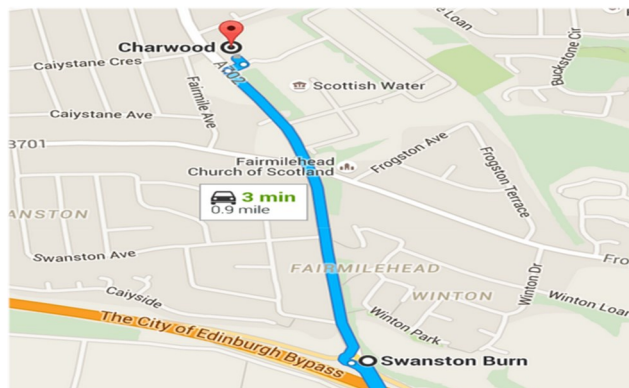 Loan
Buckstone Cir
Charwood
Caiystane Cres
A702
Scottish Water
Caiystane Ave
Fairmile Ave
3701
Frogston Ave
Fairmilehead
Church of Scotland
Frogston Terrace
3 min
0.9 mile
ANSTON
Swanston Ave
FAIRMILEHEAD
Fro
Caiyside
WINTON
Winton Dr
Winton Loan
The City of Edinburgh Bypass
Winton Park
Swanston Burn